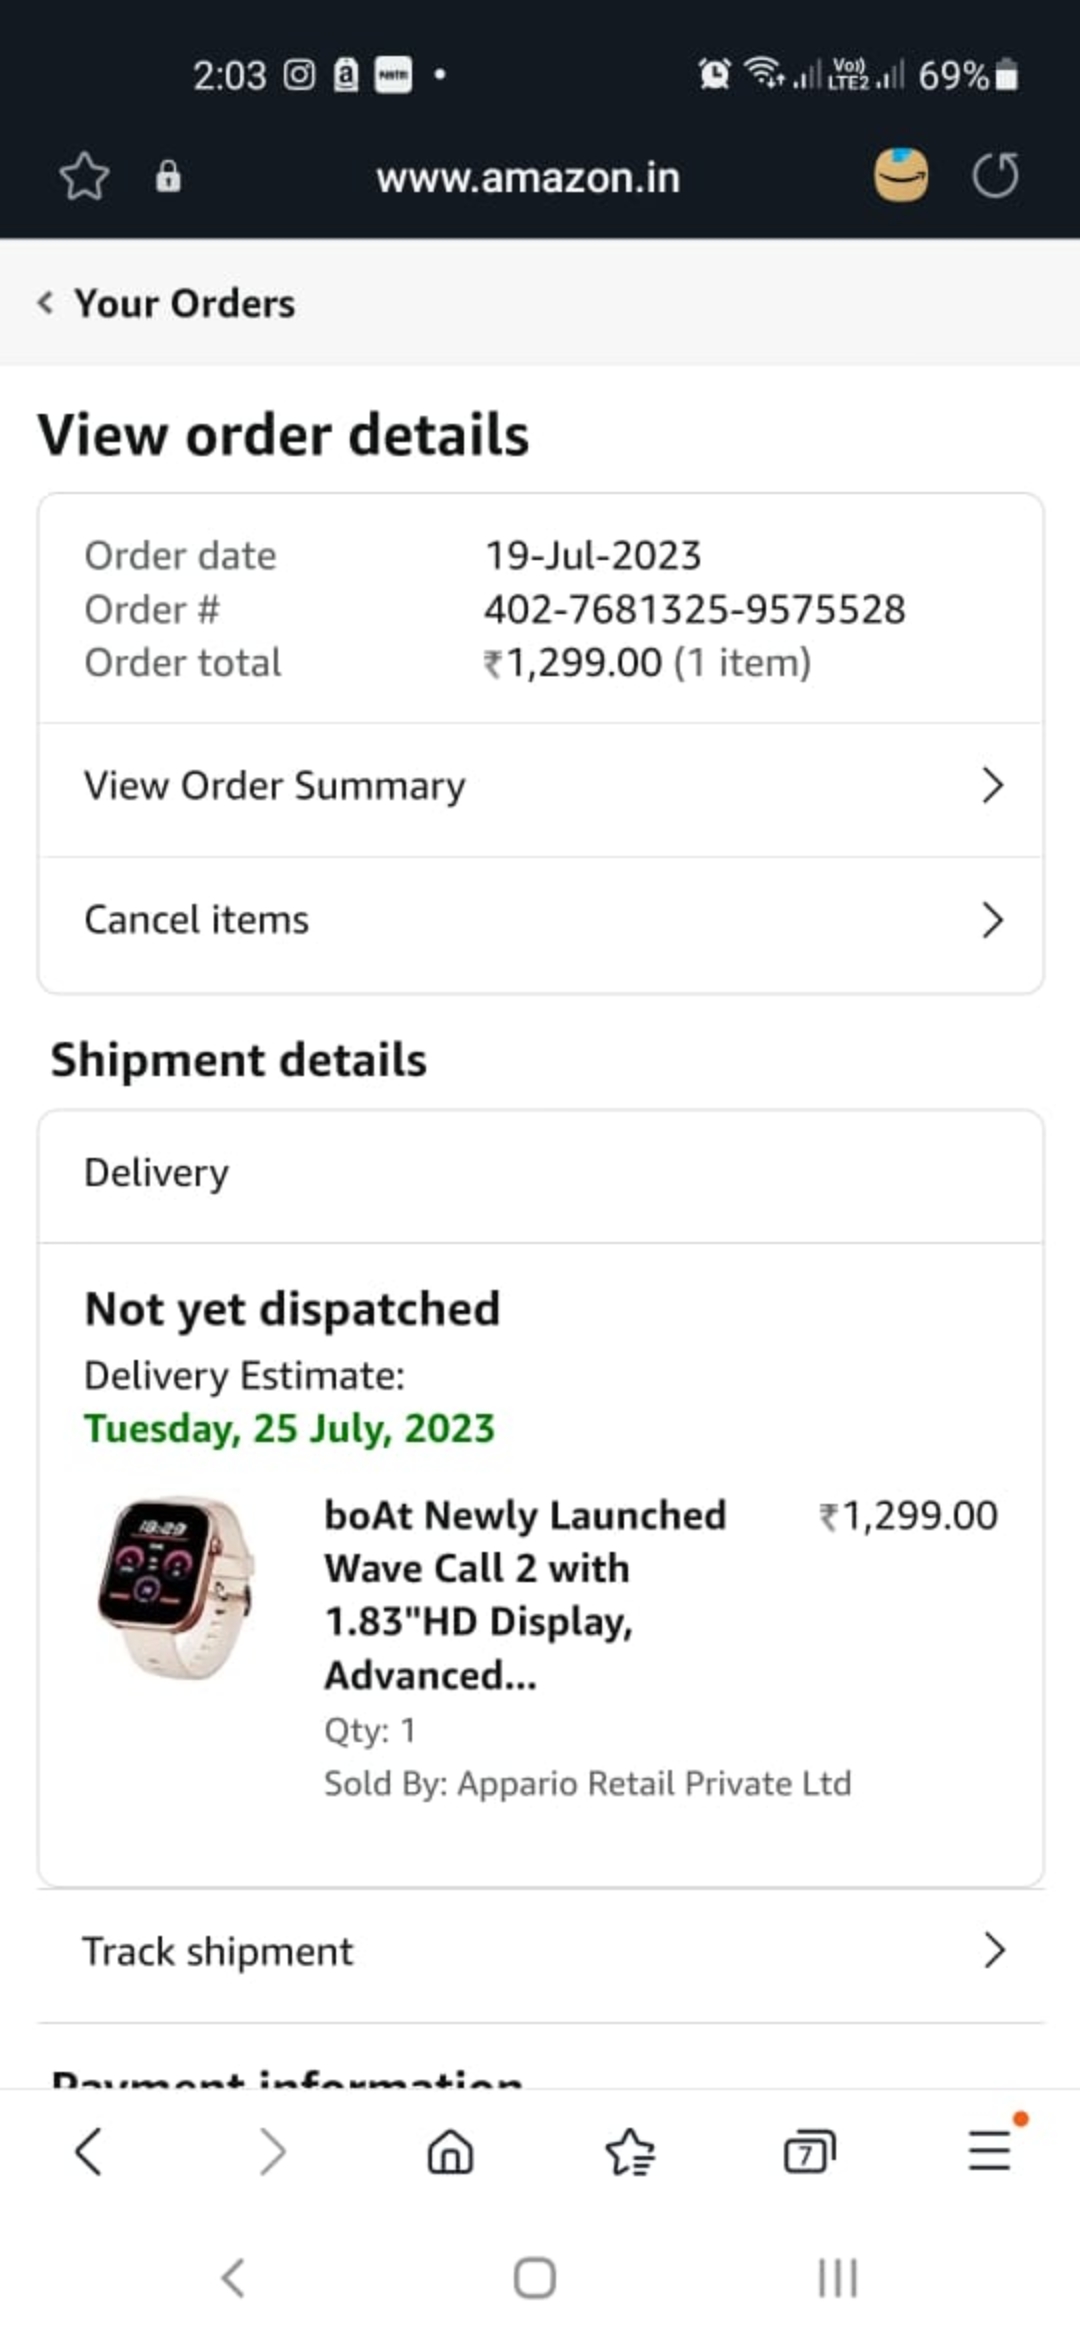 2:03 69%
www.amazon.in
Your Orders
View order details
Order date 19-Jul-2023
Order # 402-7681325-9575528
Order total ₹1,299.00 (1 item)
View Order Summary
Cancel items
Shipment details
Delivery
Not yet dispatched
Delivery Estimate:
Tuesday, 25 July, 2023
boAt Newly Launched ₹1,299.00
Wave Call 2 with
1.83"HD Display,
Advanced...
Qty: 1
Sold By: Appario Retail Private Ltd
Track shipment
Payment information
7